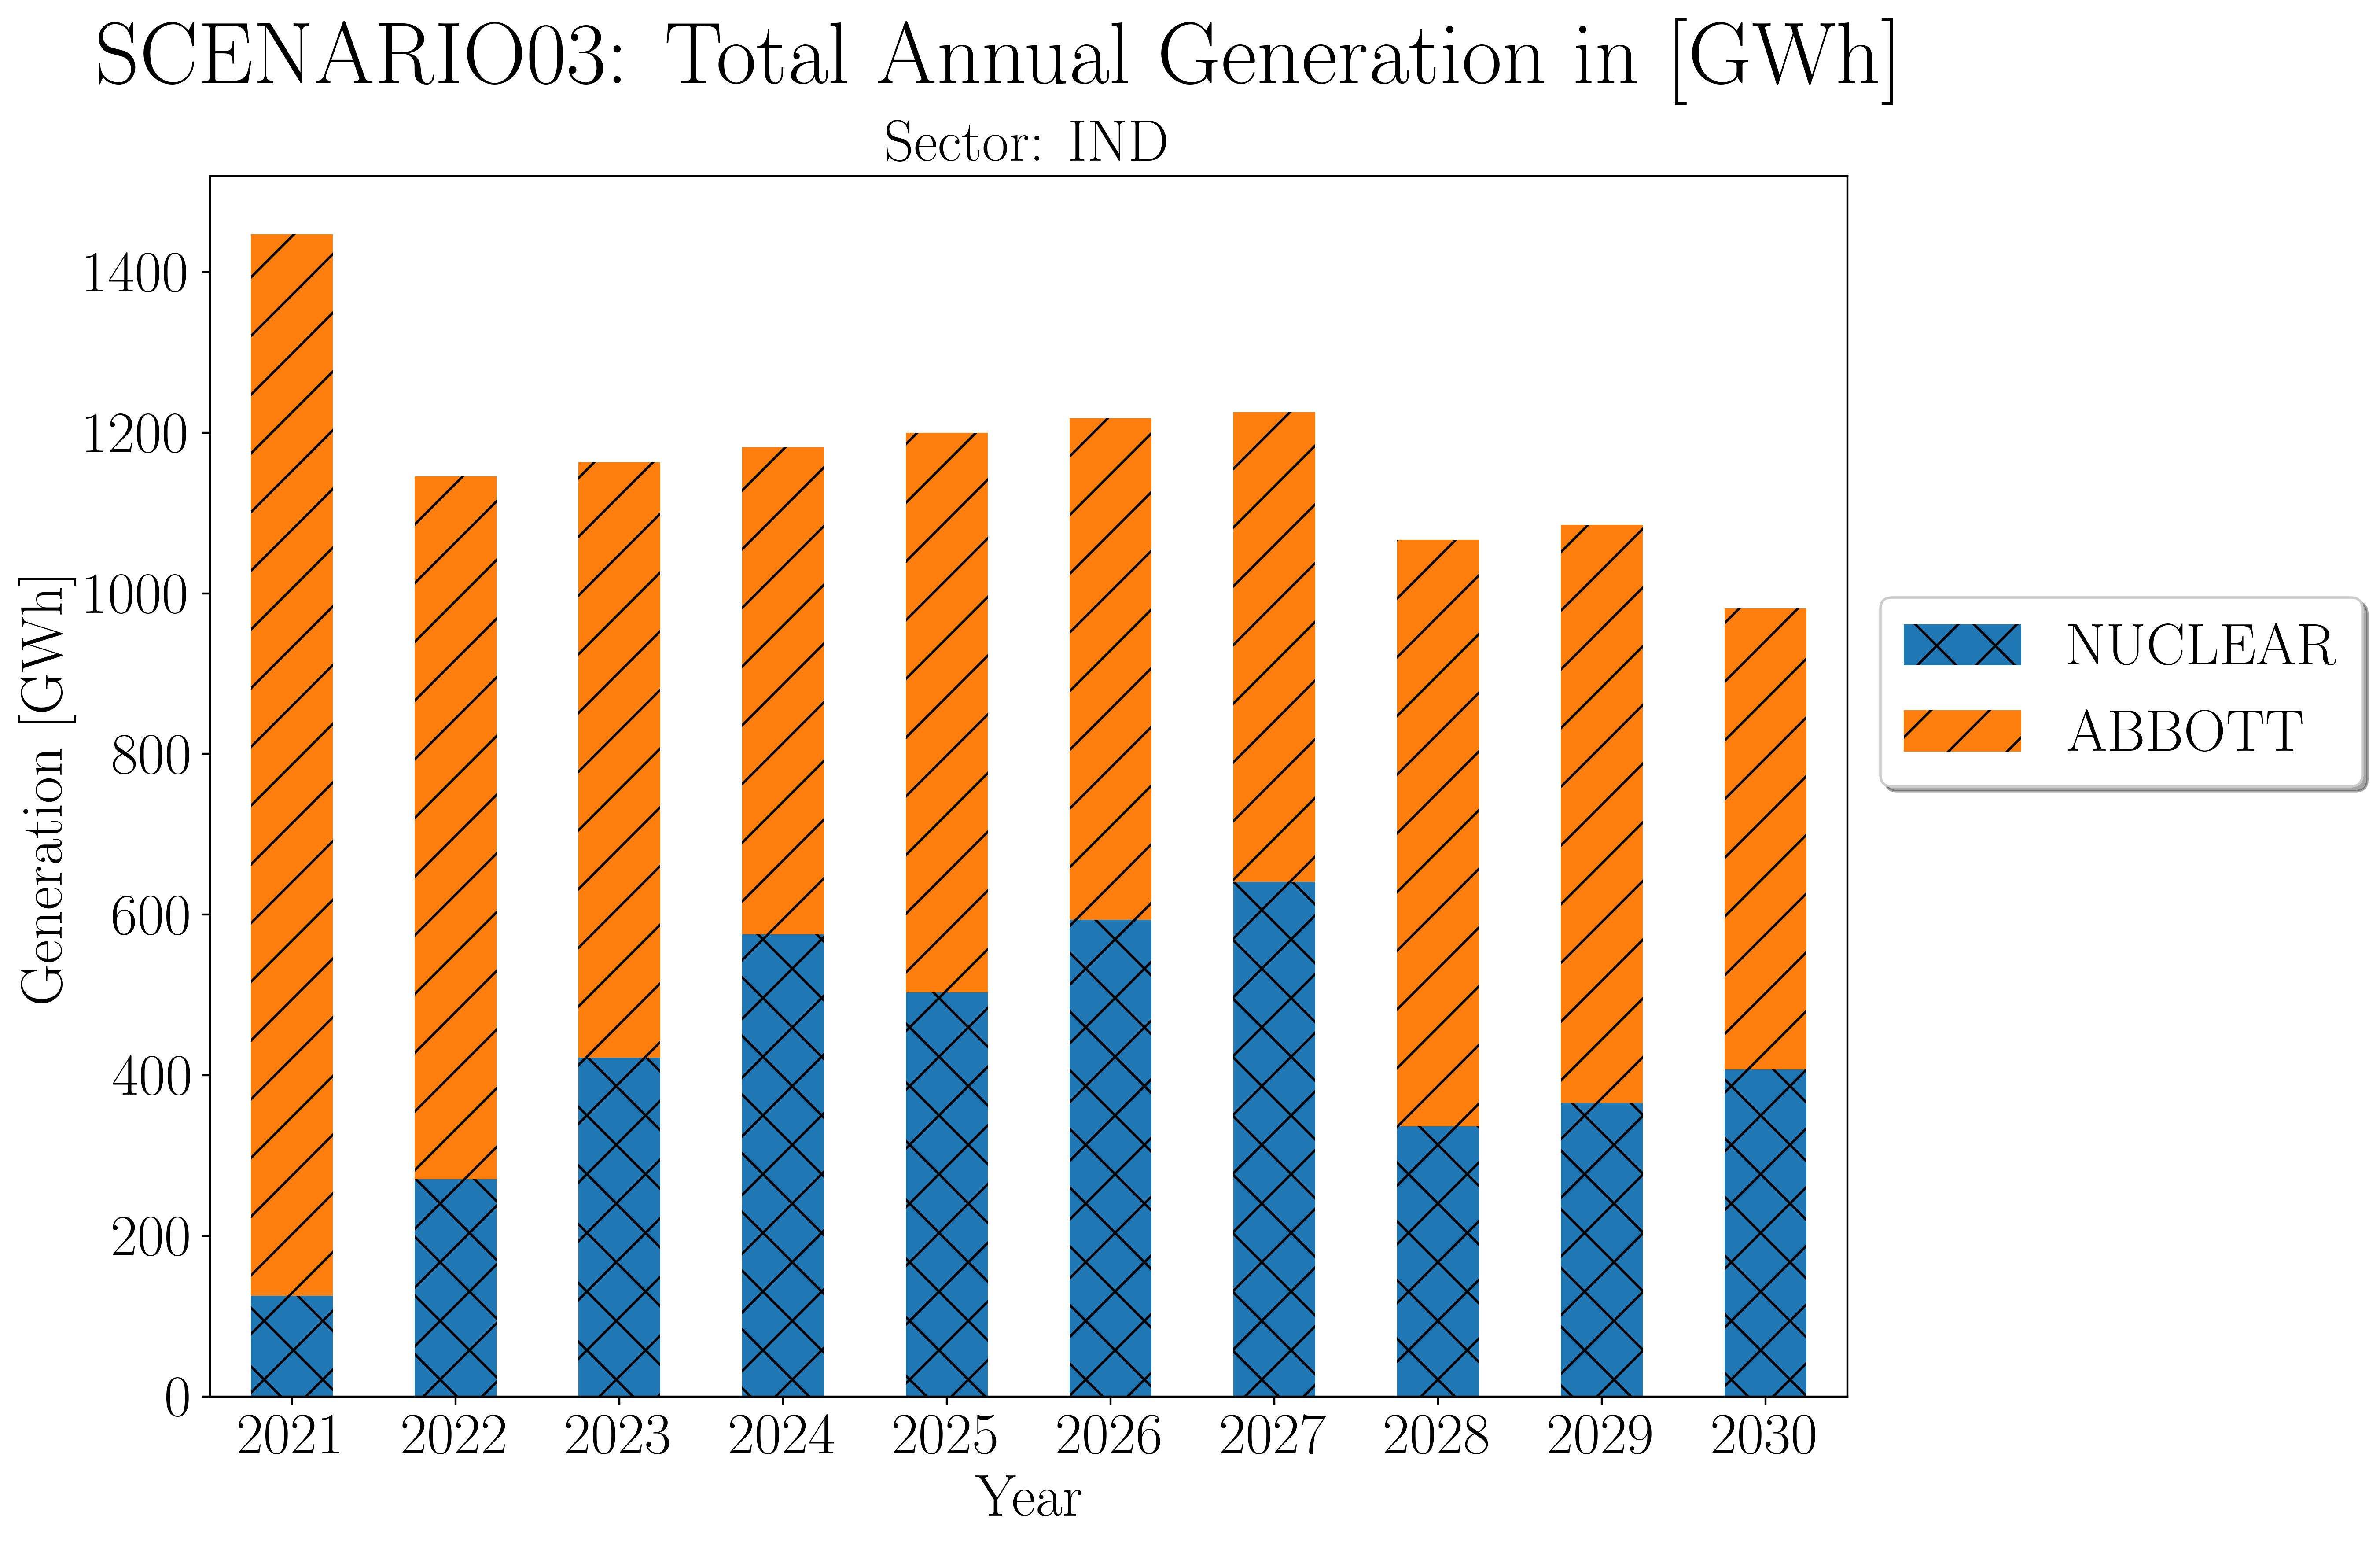 SCENARIO03: Total Annual Generation in [GWh]
Sector: IND
Generation [GWh]
1400
1200
1000
800
600
400
200
0
2021 2022 2023 2024 2025 2026 2027 2028 2029 2030
Year
NUCLEAR
ABBOTT